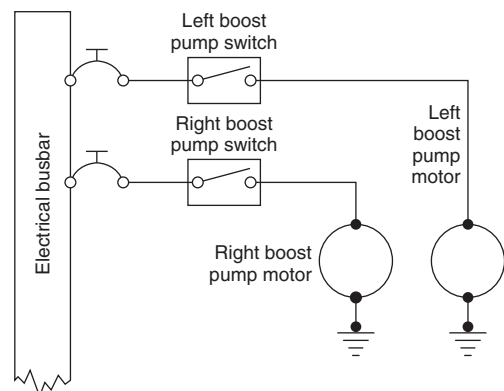 Left boost
pump switch
Right boost
pump switch
Electrical busbar
Left
boost
pump
motor
Right boost
pump motor